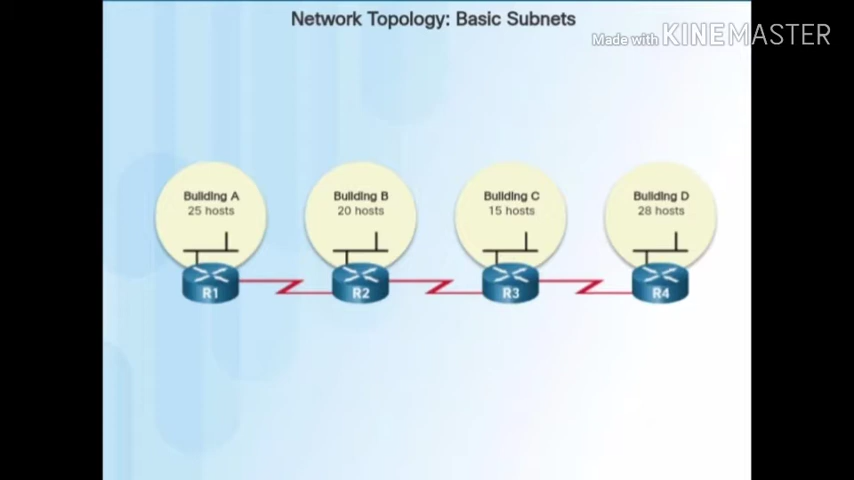 Network Topology: Basic Subnets
Made with KINEMASTER
Building A
25 hosts
Building B
20 hosts
Building C
15 hosts
Building D
28 hosts
R1
R2
R3
R4